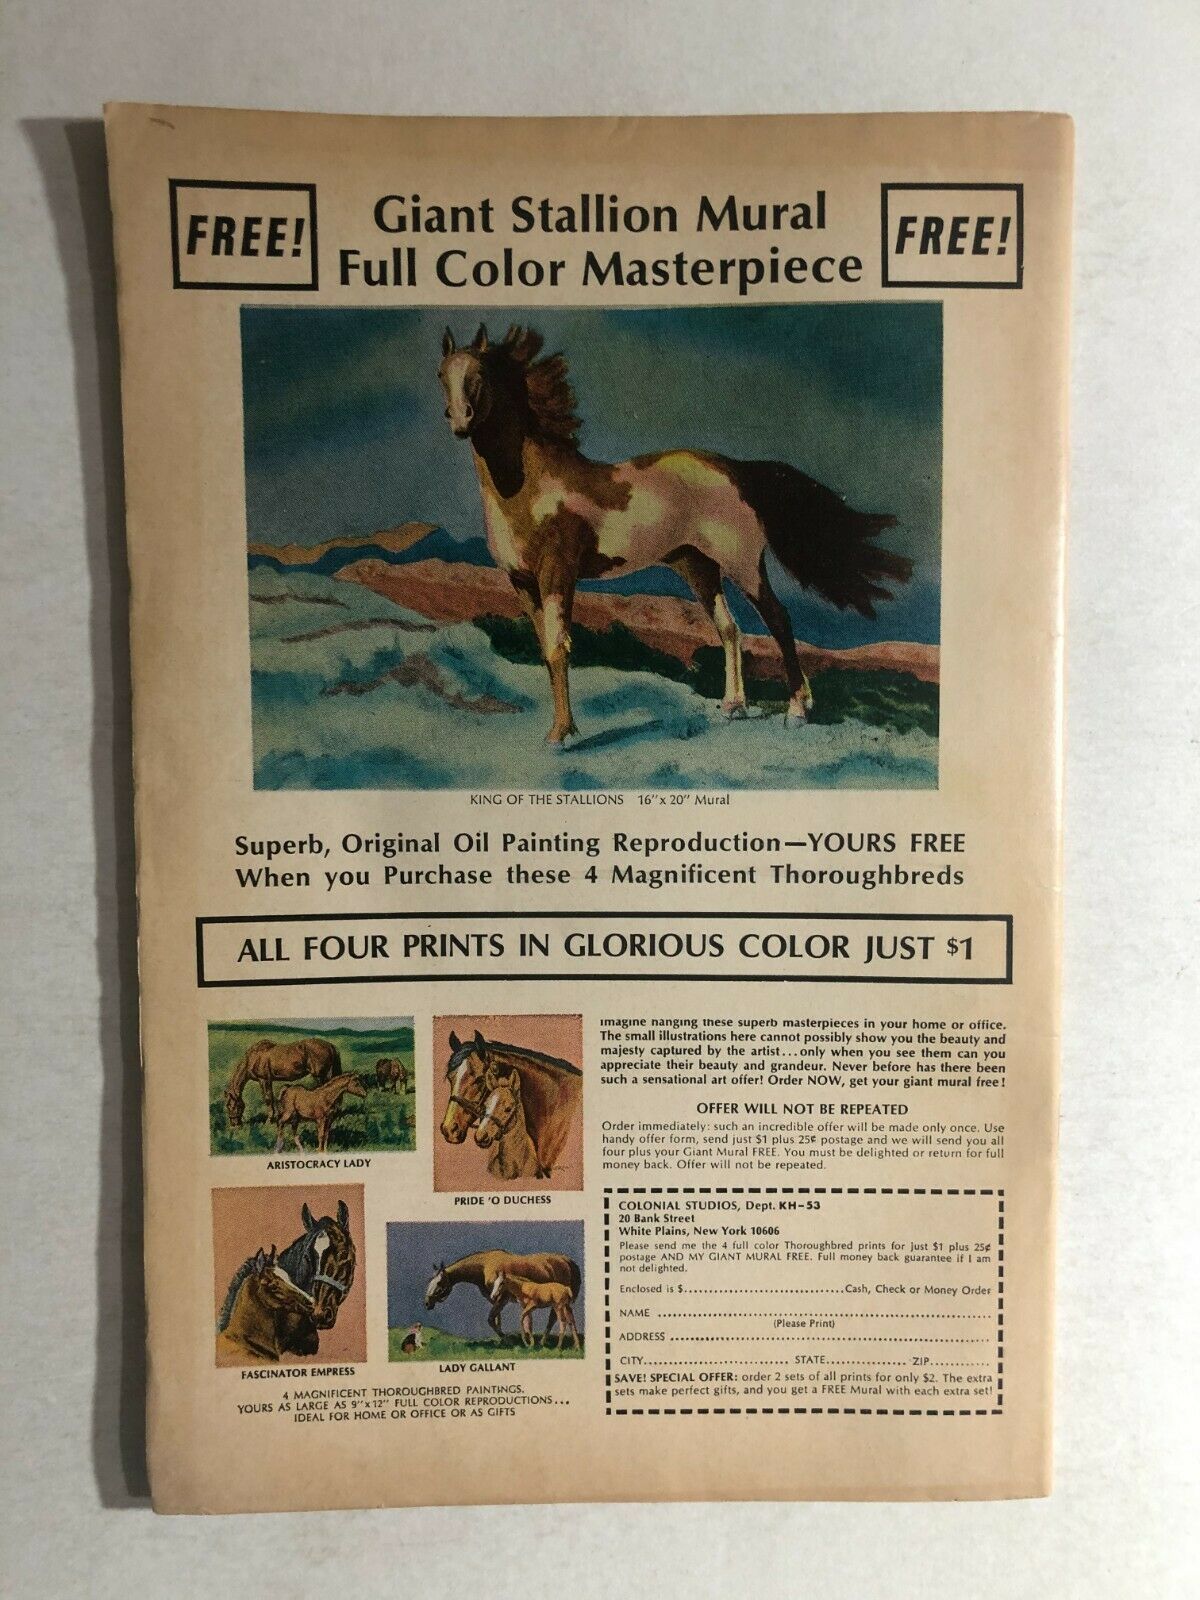 FREE!
Giant Stallion Mural
Full Color Masterpiece
FREE!
KING OF THE STALLIONS 16"x 20" Mural
Superb, Original Oil Painting Reproduction—YOURS FREE
When you Purchase these 4 Magnificent Thoroughbreds
ALL FOUR PRINTS IN GLORIOUS COLOR JUST $1
ARISTOCRACY LADY
PRIDE 'O DUCHESS
FASCINATOR EMPRESS
LADY GALLANT
4 MAGNIFICENT THOROUGHBRED PAINTINGS.
YOURS AS LARGE AS 9"x12" FULL COLOR REPRODUCTIONS...
IDEAL FOR HOME OR OFFICE OR AS GIFTS
Imagine hanging these superb masterpieces in your home or office.
The small illustrations here cannot possibly show you the beauty and
majesty captured by the artist...only when you see them can you
appreciate their beauty and grandeur. Never before has there been
such a sensational art offer! Order NOW, get your giant mural free!
OFFER WILL NOT BE REPEATED
Order immediately: such an incredible offer will be made only once. Use
handy offer form, send just $1 plus 25¢ postage and we will send you all
four plus your Giant Mural FREE. You must be delighted or return for full
money back. Offer will not be repeated.
COLONIAL STUDIOS, Dept. KH-53
20 Bank Street
White Plains, New York 10606
Please send me the 4 full color Thoroughbred prints for just $1 plus 25¢
postage AND MY GIANT MURAL FREE. Full money back guarantee if I am
not delighted.
Enclosed is $..............................Cash, Check or Money Order
NAME ..............................
(Please Print)
ADDRESS ..............................
CITY.............................. STATE............... ZIP............
SAVE! SPECIAL OFFER: order 2 sets of all prints for only $2. The extra
sets make perfect gifts, and you get a FREE Mural with each extra set!